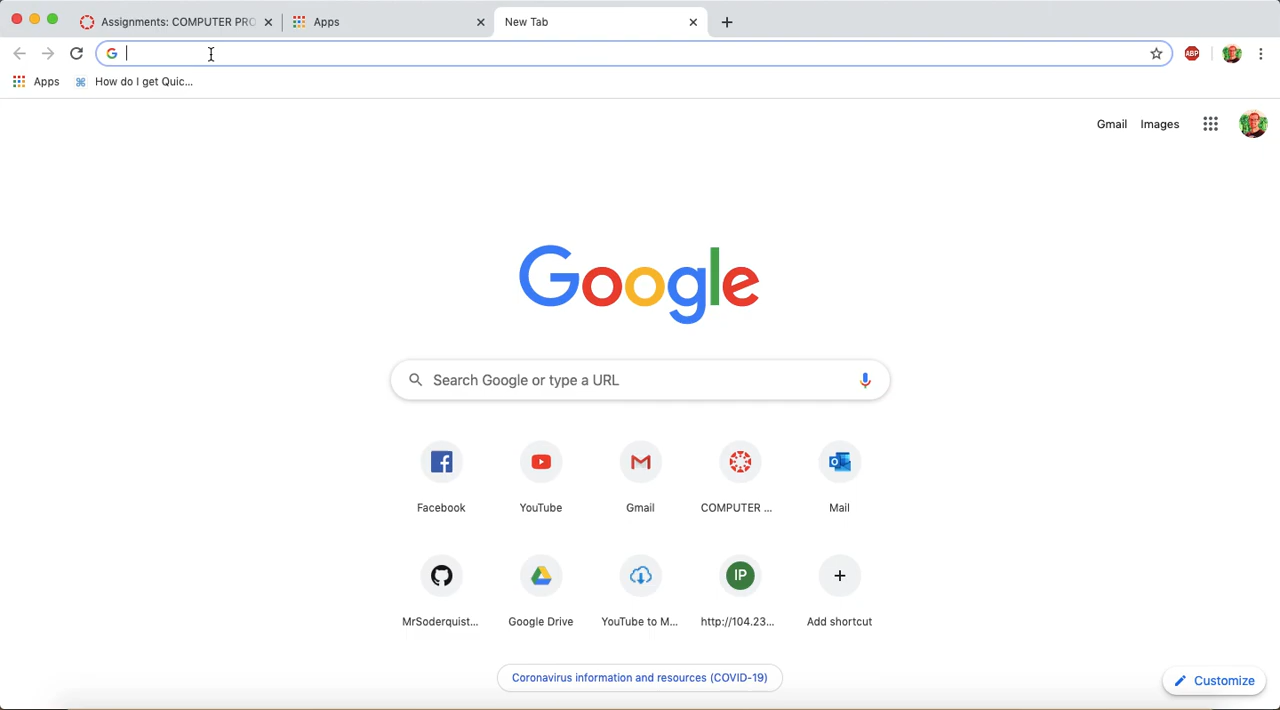 Assignments: COMPUTER PRO
Apps
New Tab
ABP
Apps
How do I get Quic...
Gmail
Images
Google
Search Google or type a URL
Facebook
YouTube
Gmail
COMPUTER ...
Mail
IP
MrSoderquist...
Google Drive
YouTube to M...
http://104.23...
Add shortcut
Coronavirus information and resources (COVID-19)
Customize